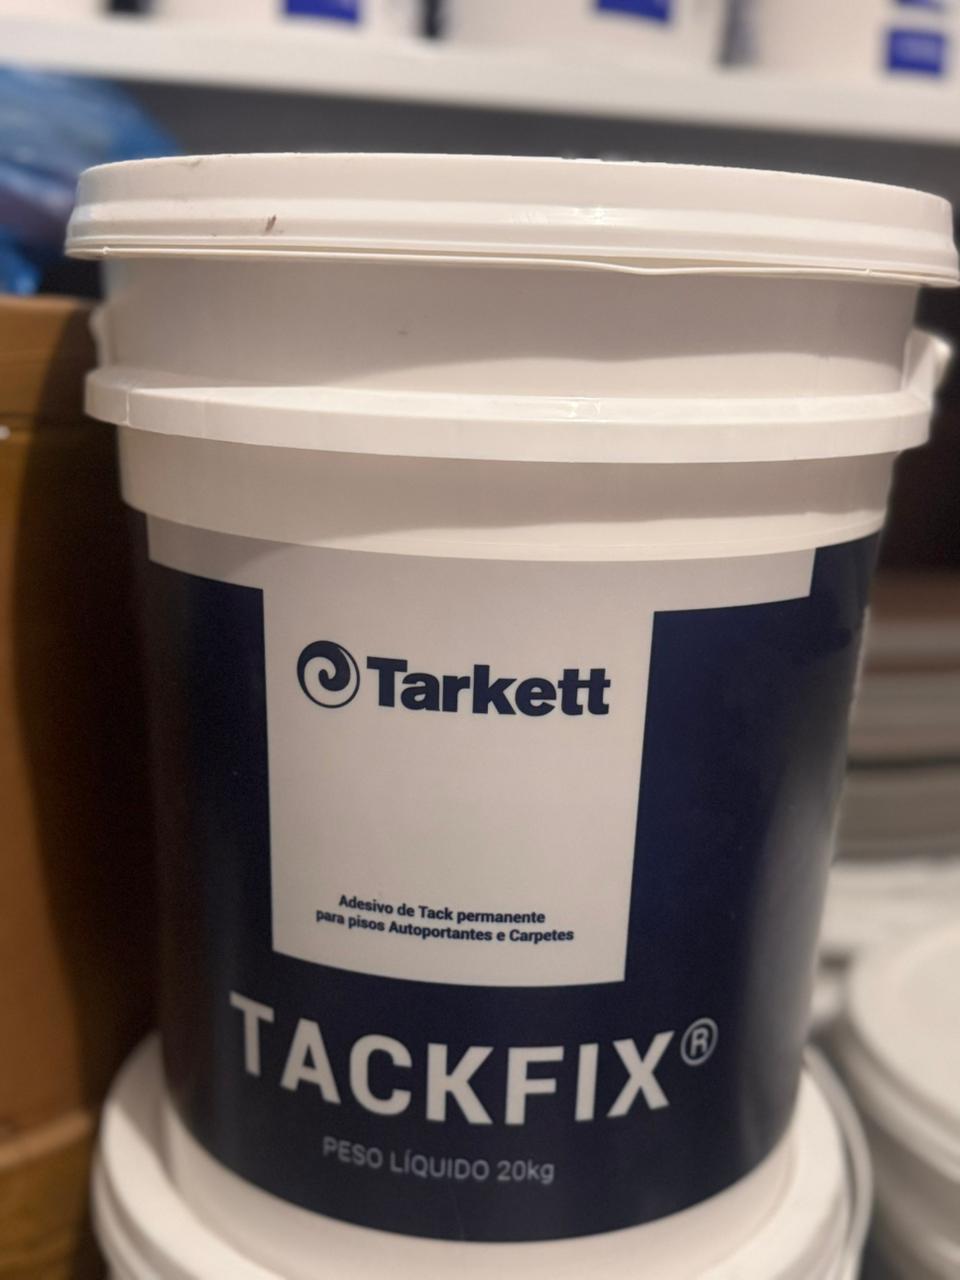 Tarkett
Adesivo de Tack permanente
para pisos Autoportantes e Carpetes
TACKFIX®
PESO LÍQUIDO 20kg